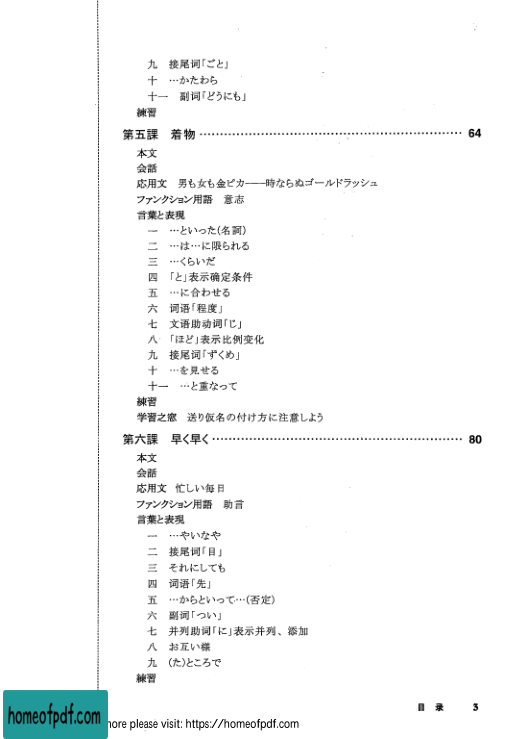 九　接尾词「ごと」
十　…かたわら
十一　副词「どうにも」
練習
第五課　着物 …………………………………………………… 64
本文
会話
応用文　男も女も金ピカ——時ならぬゴールドラッシュ
ファンクション用語　意志
言葉と表現
一　…といった(名詞)
二　…は…に限られる
三　…くらいだ
四　「と」表示确定条件
五　…に合わせる
六　词语「程度」
七　文语助动词「じ」
八　「ほど」表示比例变化
九　接尾词「ずくめ」
十　…を見せる
十一　…と重なって
練習
学習之窓　送り仮名の付け方に注意しよう
第六課　早く早く …………………………………………………… 80
本文
会話
応用文　忙しい毎日
ファンクション用語　助言
言葉と表現
一　…やいなや
二　接尾词「目」
三　それにしても
四　词语「先」
五　…からといって…(否定)
六　副词「つい」
七　并列助词「に」表示并列、添加
八　お互い様
九　(た)ところで
練習
目　录　3
homeofpdf.com
more please visit: https://homeofpdf.com